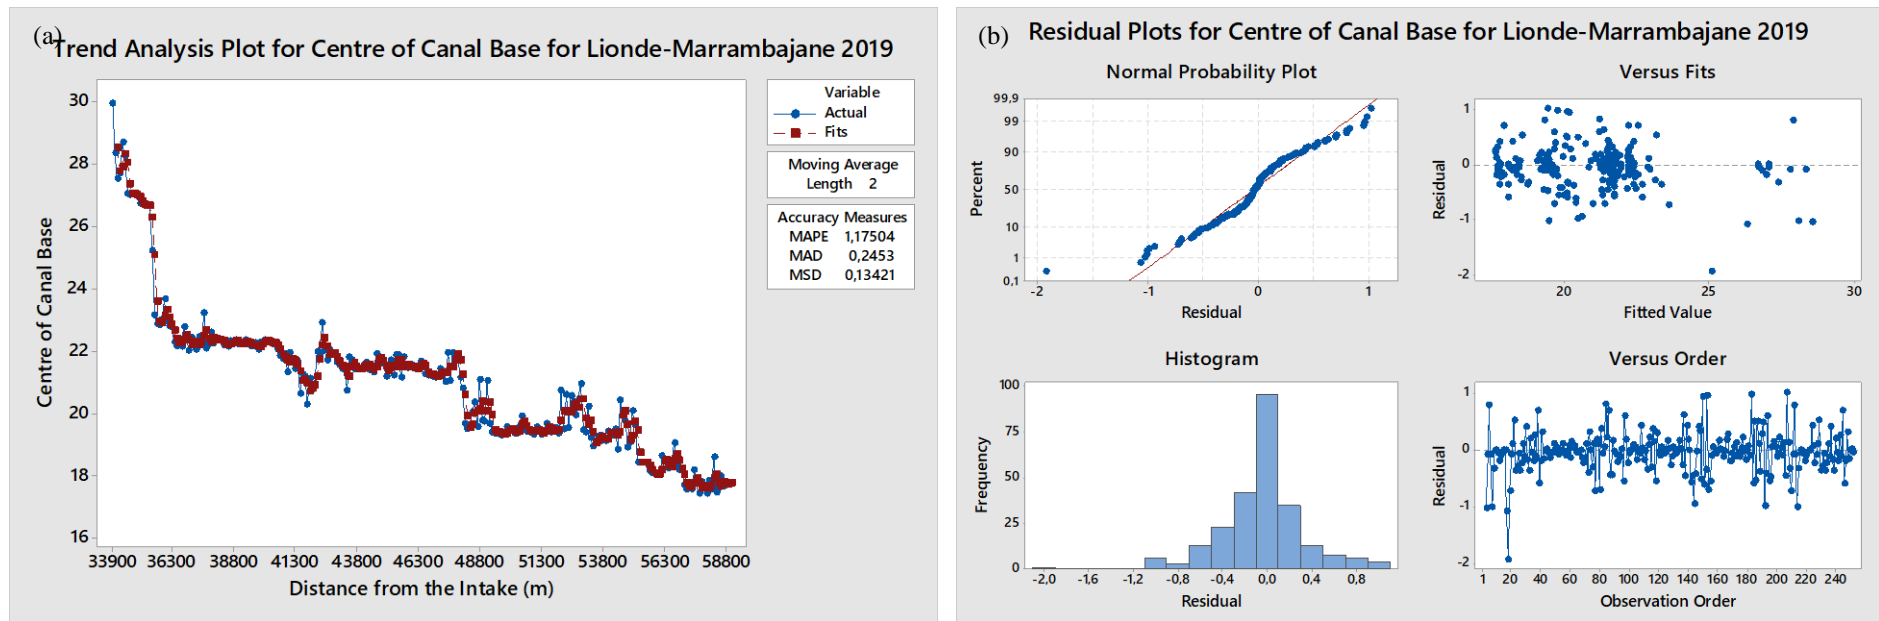 (a)
Trend Analysis Plot for Centre of Canal Base for Lionde-Marrambajane 2019
Centre of Canal Base
30
28
26
24
22
20
18
16
33900 36300 38800 41300 43800 46300 48800 51300 53800 56300 58800
Distance from the Intake (m)
Variable
Actual
Fits
Moving Average
Length 2
Accuracy Measures
MAPE 1,17504
MAD 0,2453
MSD 0,13421
(b)
Residual Plots for Centre of Canal Base for Lionde-Marrambajane 2019
Normal Probability Plot
Percent
99,9
99
90
50
10
1
0,1
-2 -1 0 1
Residual
Versus Fits
Residual
1
0
-1
-2
20 25 30
Fitted Value
Histogram
Frequency
100
75
50
25
0
-2,0 -1,6 -1,2 -0,8 -0,4 0,0 0,4 0,8
Residual
Versus Order
Residual
1
0
-1
-2
1 20 40 60 80 100 120 140 160 180 200 220 240
Observation Order